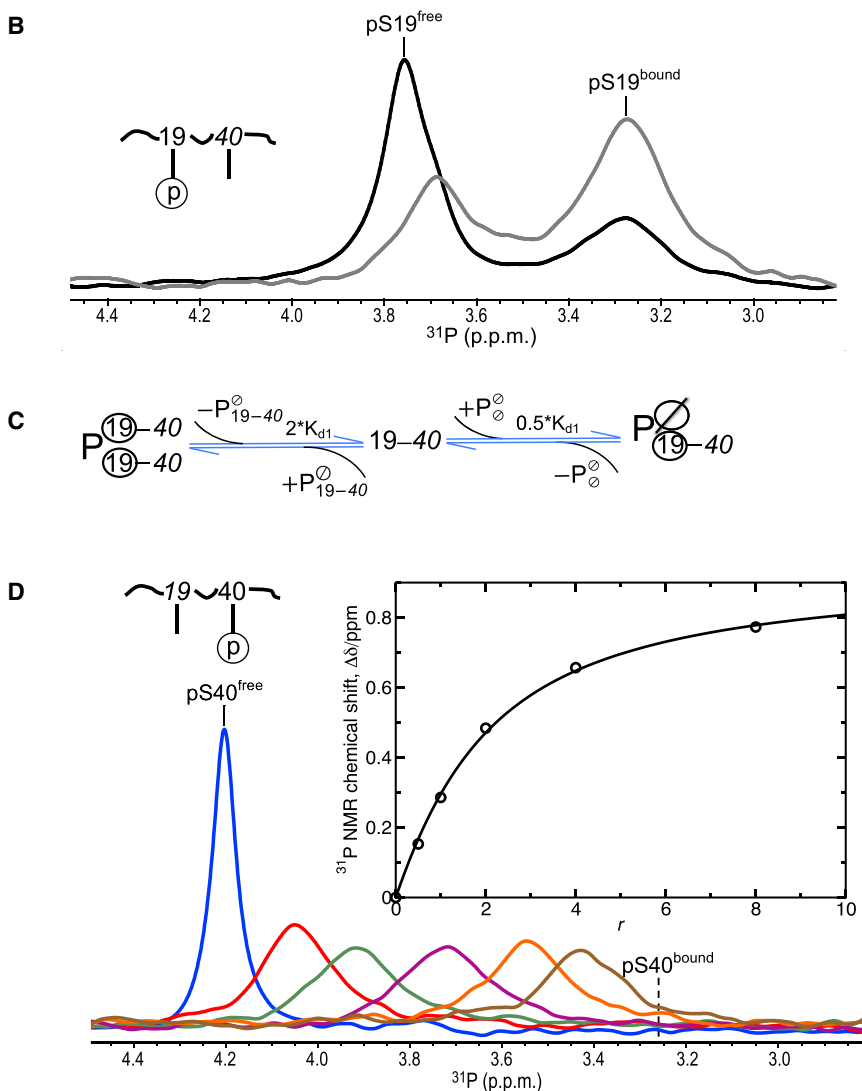 B
pS19free
pS19bound
19 40
p
4.4 4.2 4.0 3.8 3.6 3.4 3.2 3.0
31P (p.p.m.)
C
P 19–40 19–40
−P∅19–40
2*Kd1
+P∅19–40
19–40
+P∅∅
0.5*Kd1
−P∅∅
P∅19–40
D
19 40
p
pS40free
31P NMR chemical shift, Δδ/ppm
0.8
0.6
0.4
0.2
0
0 2 4 6 8 10
r
pS40bound
4.4 4.2 4.0 3.8 3.6 3.4 3.2 3.0
31P (p.p.m.)